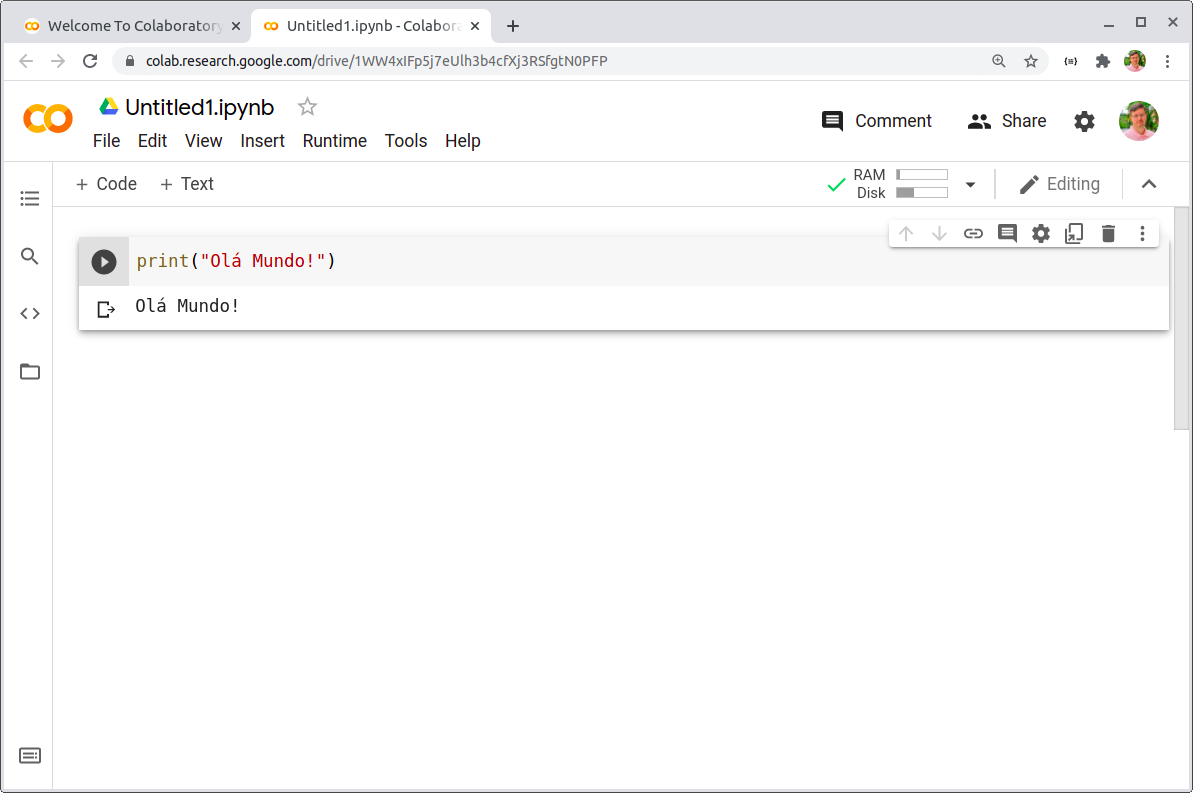 Welcome To Colaboratory
Untitled1.ipynb - Colabora
colab.research.google.com/drive/1WW4xIFp5j7eUlh3b4cfXj3RSfgtN0PFP
Untitled1.ipynb
File Edit View Insert Runtime Tools Help
Comment
Share
+ Code + Text
RAM
Disk
Editing
print("Olá Mundo!")
Olá Mundo!